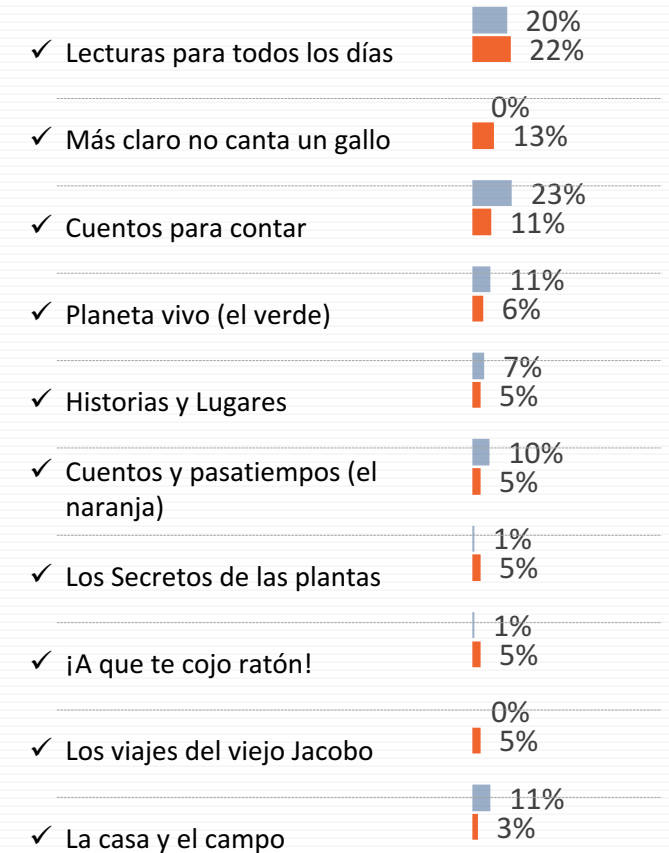 20%
✓ Lecturas para todos los días 22%
0%
✓ Más claro no canta un gallo 13%
23%
✓ Cuentos para contar 11%
11%
✓ Planeta vivo (el verde) 6%
7%
✓ Historias y Lugares 5%
10%
✓ Cuentos y pasatiempos (el 5%
naranja)
1%
✓ Los Secretos de las plantas 5%
1%
✓ ¡A que te cojo ratón! 5%
0%
✓ Los viajes del viejo Jacobo 5%
11%
✓ La casa y el campo 3%